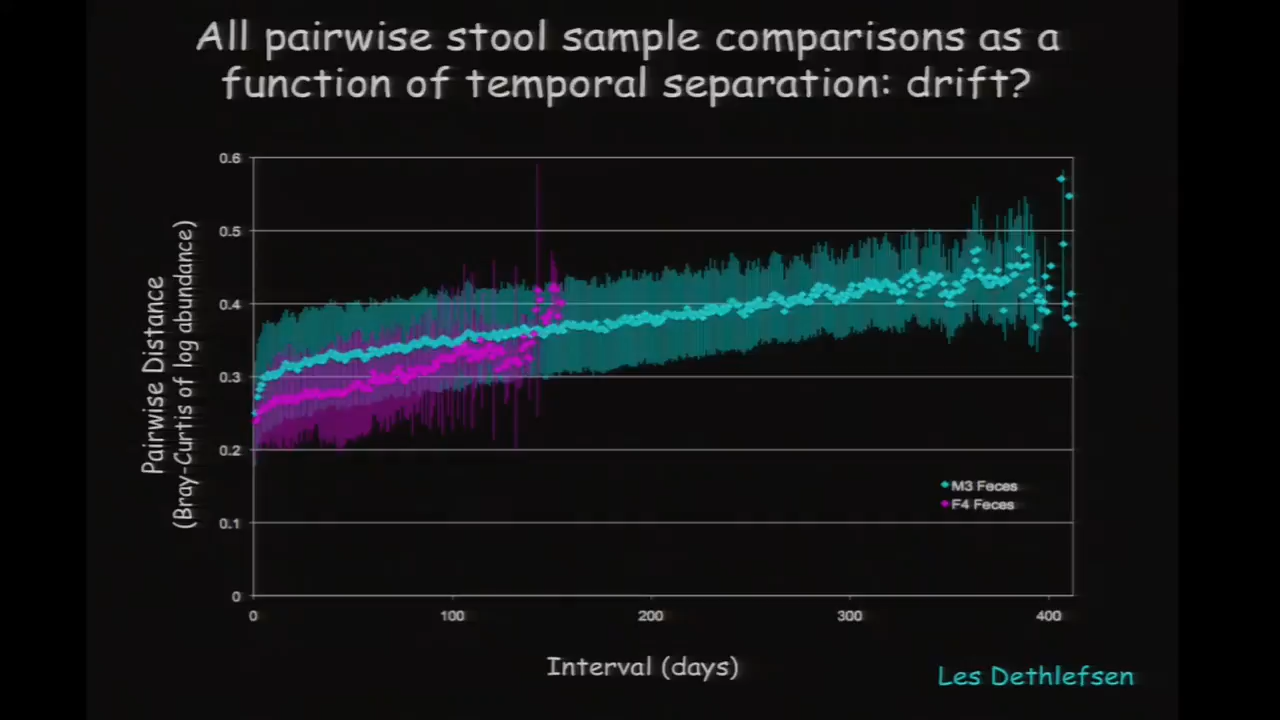 All pairwise stool sample comparisons as a
function of temporal separation: drift?
Pairwise Distance
(Bray-Curtis of log abundance)
0.6
0.5
0.4
0.3
0.2
0.1
0
M3 Feces
F4 Feces
0 100 200 300 400
Interval (days)
Les Dethlefsen